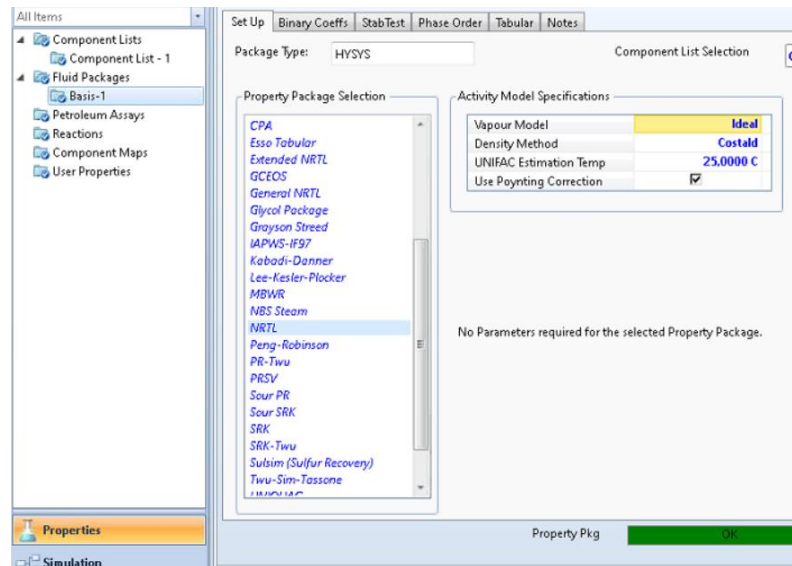 All Items
Component Lists
Component List - 1
Fluid Packages
Basis-1
Petroleum Assays
Reactions
Component Maps
User Properties
Properties
Simulation
Set Up Binary Coeffs StabTest Phase Order Tabular Notes
Package Type: HYSYS Component List Selection
Property Package Selection
CPA
Esso Tabular
Extended NRTL
GCEOS
General NRTL
Glycol Package
Grayson Streed
IAPWS-IF97
Kabadi-Danner
Lee-Kesler-Plocker
MBWR
NBS Steam
NRTL
Peng-Robinson
PR-Twu
PRSV
Sour PR
Sour SRK
SRK
SRK-Twu
Sulsim (Sulfur Recovery)
Twu-Sim-Tassone
UNIQUAC
Activity Model Specifications
Vapour Model Ideal
Density Method Costald
UNIFAC Estimation Temp 25.0000 C
Use Poynting Correction
No Parameters required for the selected Property Package.
Property Pkg OK